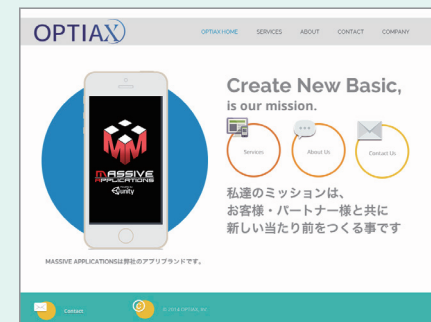 OPTIAX
OPTIAX HOME SERVICES ABOUT CONTACT COMPANY
Create New Basic,
is our mission.
Services
About Us
Contact Us
MASSIVE
APPLICATIONS
unity
私達のミッションは、
お客様・パートナー様と共に
新しい当たり前をつくる事です
MASSIVE APPLICATIONSは弊社のアプリブランドです。
Contact
© 2014 OPTIAX, INC